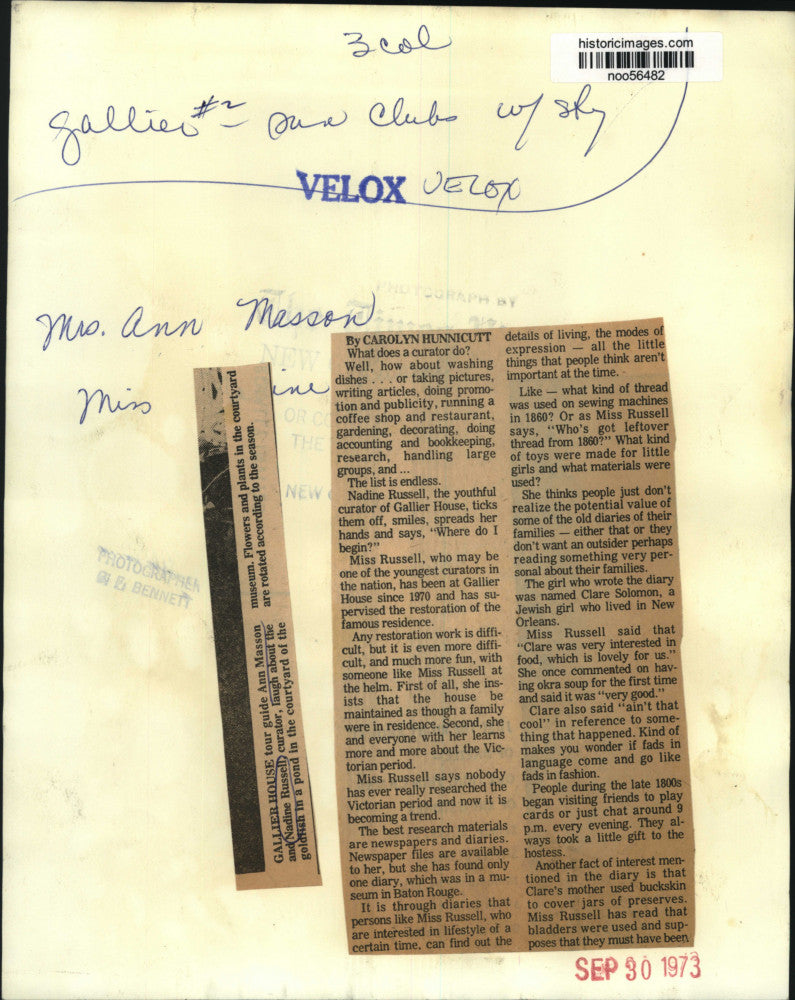 3 col
historicimages.com
noo56482
Gallier #2 - Sun Clubs w/ sky
VELOX VELOX
PHOTOGRAPH BY
Mrs. Ann Masson
Miss ine
NEW
OR CO
THE
NEW
PHOTOGRAPHER
BENNETT
GALLIER HOUSE tour guide Ann Masson
and Nadine Russell, curator, laugh about the
goldfish in a pond in the courtyard of the
museum. Flowers and plants in the courtyard
are rotated according to the season.
By CAROLYN HUNNICUTT
What does a curator do?
Well, how about washing
dishes . . . or taking pictures,
writing articles, doing promo-
tion and publicity, running a
coffee shop and restaurant,
gardening, decorating, doing
accounting and bookkeeping,
research, handling large
groups, and ...
The list is endless.
Nadine Russell, the youthful
curator of Gallier House, ticks
them off, smiles, spreads her
hands and says, "Where do I
begin?"
Miss Russell, who may be
one of the youngest curators in
the nation, has been at Gallier
House since 1970 and has su-
pervised the restoration of the
famous residence.
Any restoration work is diffi-
cult, but it is even more diffi-
cult, and much more fun, with
someone like Miss Russell at
the helm. First of all, she ins-
ists that the house be
maintained as though a family
were in residence. Second, she
and everyone with her learns
more and more about the Vic-
torian period.
Miss Russell says nobody
has ever really researched the
Victorian period and now it is
becoming a trend.
The best research materials
are newspapers and diaries.
Newspaper files are available
to her, but she has found only
one diary, which was in a mu-
seum in Baton Rouge.
It is through diaries that
persons like Miss Russell, who
are interested in lifestyle of a
certain time, can find out the
details of living, the modes of
expression — all the little
things that people think aren't
important at the time.
Like — what kind of thread
was used on sewing machines
in 1860? Or as Miss Russell
says, "Who's got leftover
thread from 1860?" What kind
of toys were made for little
girls and what materials were
used?
She thinks people just don't
realize the potential value of
some of the old diaries of their
families — either that or they
don't want an outsider perhaps
reading something very per-
sonal about their families.
The girl who wrote the diary
was named Clare Solomon, a
Jewish girl who lived in New
Orleans.
Miss Russell said that
"Clare was very interested in
food, which is lovely for us."
She once commented on hav-
ing okra soup for the first time
and said it was "very good."
Clare also said "ain't that
cool" in reference to some-
thing that happened. Kind of
makes you wonder if fads in
language come and go like
fads in fashion.
People during the late 1800s
began visiting friends to play
cards or just chat around 9
p.m. every evening. They al-
ways took a little gift to the
hostess.
Another fact of interest men-
tioned in the diary is that
Clare's mother used buckskin
to cover jars of preserves.
Miss Russell has read that
bladders were used and sup-
poses that they must have been
SEP 30 1973